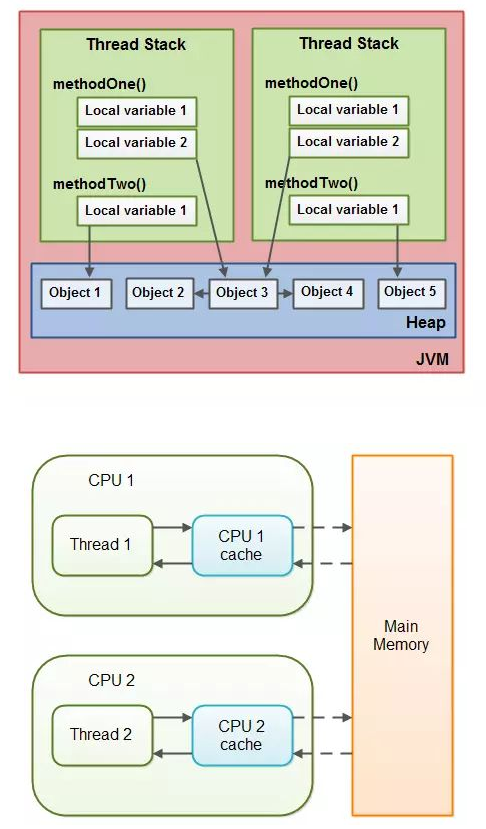 Thread Stack
methodOne()
Local variable 1
Local variable 2
methodTwo()
Local variable 1
Thread Stack
methodOne()
Local variable 1
Local variable 2
methodTwo()
Local variable 1
Object 1
Object 2
Object 3
Object 4
Object 5
Heap
JVM
CPU 1
Thread 1
CPU 1
cache
CPU 2
Thread 2
CPU 2
cache
Main
Memory